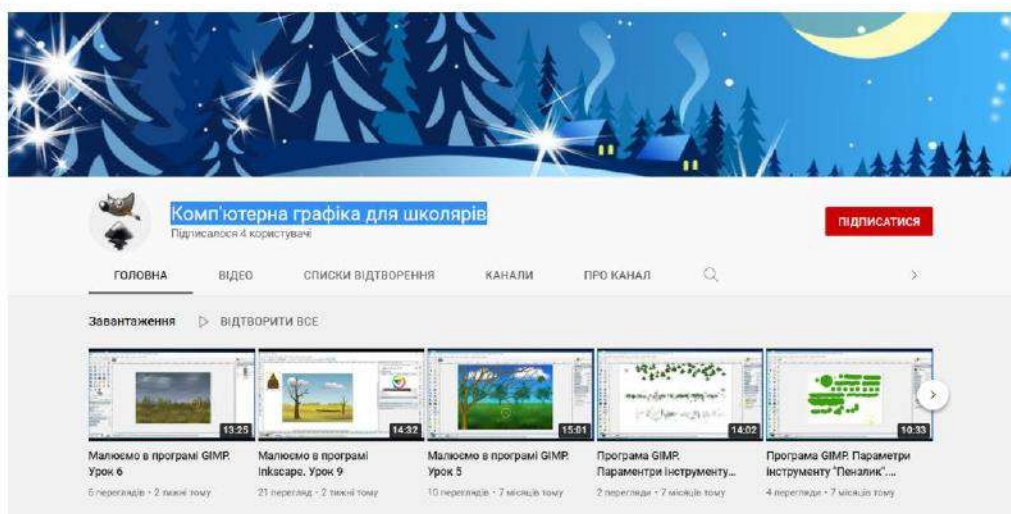 Комп'ютерна графіка для школярів
Підписалося 4 користувачі
ПІДПИСАТИСЯ
ГОЛОВНА ВІДЕО СПИСКИ ВІДТВОРЕННЯ КАНАЛИ ПРО КАНАЛ
Завантаження ВІДТВОРИТИ ВСЕ
13:25
14:32
15:01
14:02
10:33
Малюємо в програмі GIMP.
Урок 6
6 переглядів • 2 тижні тому
Малюємо в програмі
Inkscape. Урок 9
21 перегляд • 2 тижні тому
Малюємо в програмі GIMP.
Урок 5
10 переглядів • 7 місяців тому
Програма GIMP.
Параментри інструменту...
2 перегляди • 7 місяців тому
Програма GIMP. Параметри
інструменту "Пензлик"....
4 перегляди • 7 місяців тому